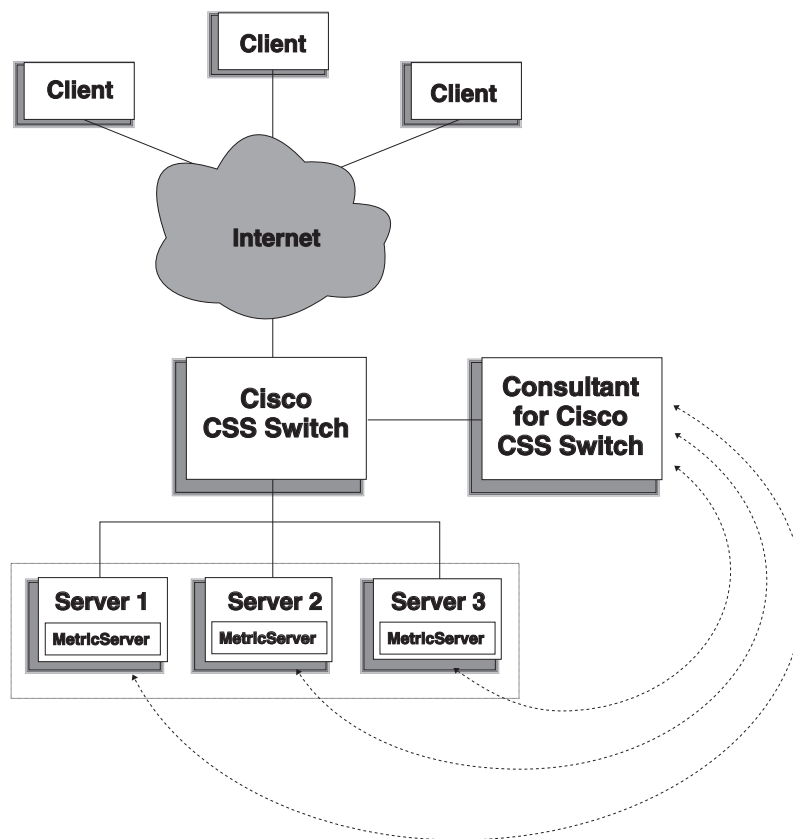 Client
Client
Client
Internet
Cisco
CSS Switch
Consultant
for Cisco
CSS Switch
Server 1
MetricServer
Server 2
MetricServer
Server 3
MetricServer